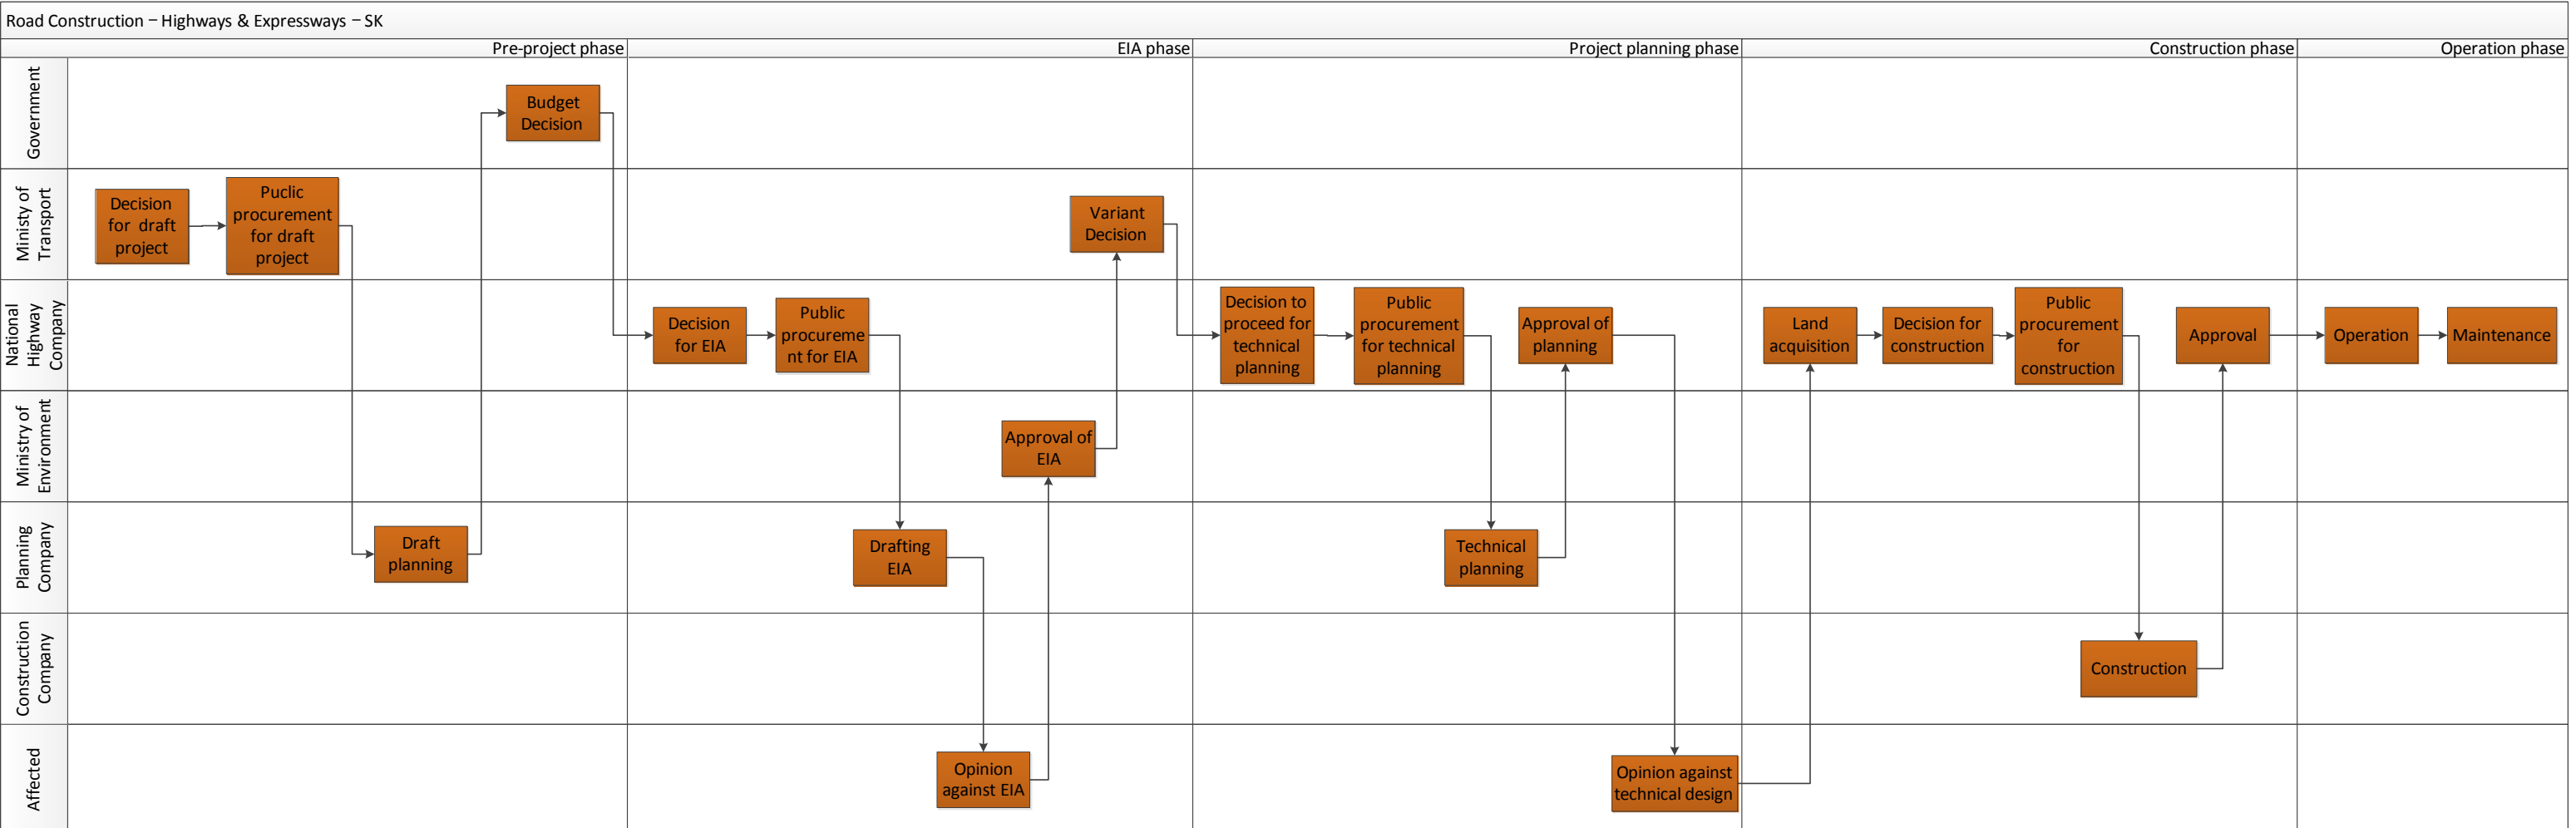 Road Construction – Highways & Expressways – SK
Pre-project phase
EIA phase
Project planning phase
Construction phase
Operation phase
Government
Budget
Decision
Ministy of
Transport
Decision
for draft
project
Puclic
procurement
for draft
project
Variant
Decision
National
Highway
Company
Decision
for EIA
Public
procureme
nt for EIA
Decision to
proceed for
technical
planning
Public
procurement
for technical
planning
Approval of
planning
Land
acquisition
Decision for
construction
Public
procurement
for
construction
Approval
Operation
Maintenance
Ministry of
Environment
Approval of
EIA
Planning
Company
Draft
planning
Drafting
EIA
Technical
planning
Construction
Company
Construction
Affected
Opinion
against EIA
Opinion against
technical design